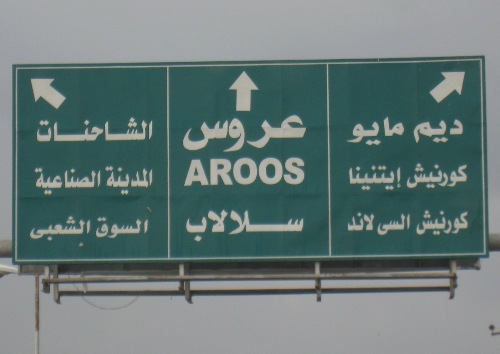 ديم مايو
كورنيش إيتنينا
كورنيش السى لاند
عروس
AROOS
سلالاب
الشاحنات
المدينة الصناعية
السوق الشعبى